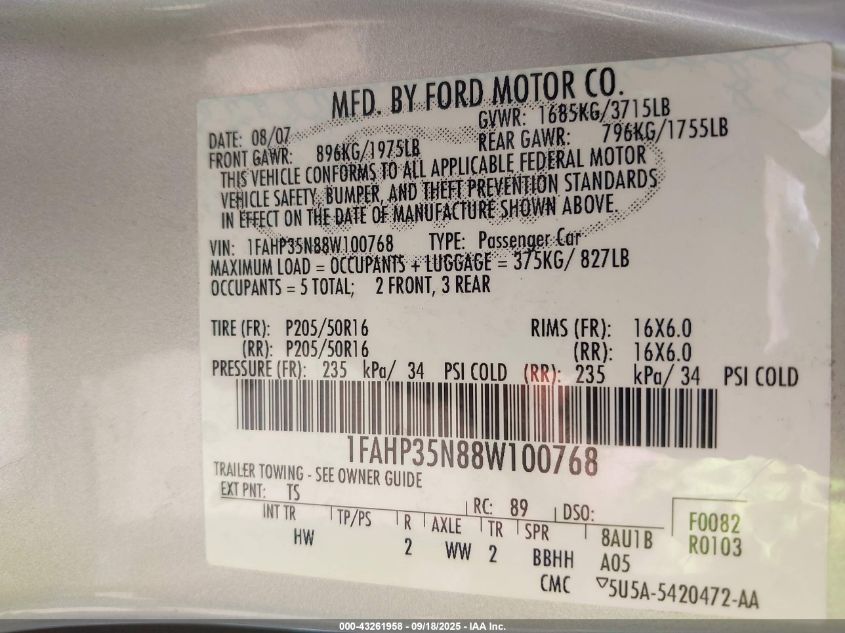 MFD. BY FORD MOTOR CO.
DATE: 08/07 GVWR: 1685KG/3715LB
FRONT GAWR: 896KG/1975LB REAR GAWR: 796KG/1755LB
THIS VEHICLE CONFORMS TO ALL APPLICABLE FEDERAL MOTOR
VEHICLE SAFETY, BUMPER, AND THEFT PREVENTION STANDARDS
IN EFFECT ON THE DATE OF MANUFACTURE SHOWN ABOVE.
VIN: 1FAHP35N88W100768 TYPE: Passenger Car
MAXIMUM LOAD = OCCUPANTS + LUGGAGE = 375KG/ 827LB
OCCUPANTS = 5 TOTAL; 2 FRONT, 3 REAR
TIRE (FR): P205/50R16 RIMS (FR): 16X6.0
(RR): P205/50R16 (RR): 16X6.0
PRESSURE (FR): 235 kPa/ 34 PSI COLD (RR): 235 kPa/ 34 PSI COLD
1FAHP35N88W100768
TRAILER TOWING - SEE OWNER GUIDE
EXT PNT: TS RC: 89 DSO:
INT TR TP/PS R AXLE TR SPR 8AU1B F0082
HW 2 WW 2 BBHH A05 R0103
CMC ▽5U5A-5420472-AA
000-43261958 - 09/18/2025 - IAA Inc.